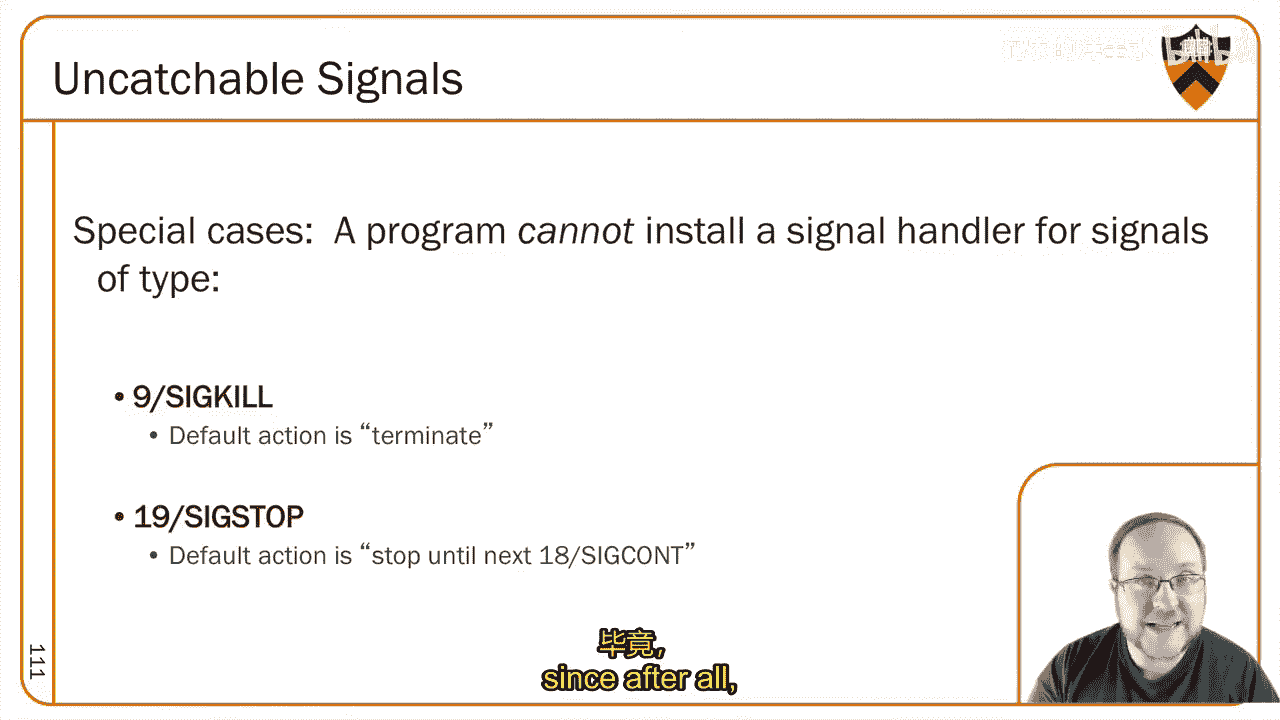 Uncatchable Signals
Special cases: A program cannot install a signal handler for signals
of type:
• 9/SIGKILL
• Default action is “terminate”
• 19/SIGSTOP
• Default action is “stop until next 18/SIGCONT”
111
毕竟,
since after all,